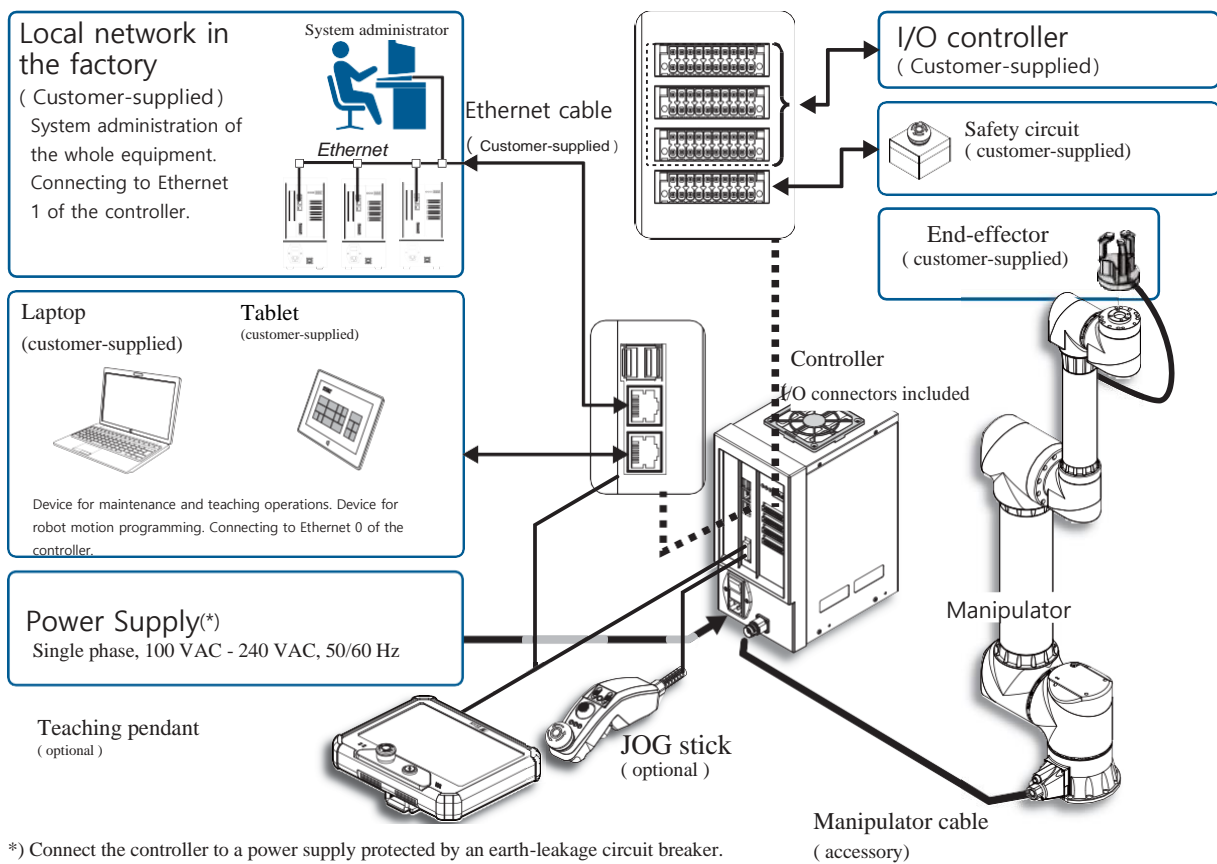 Local network in
the factory
( Customer-supplied)
System administration of
the whole equipment.
Connecting to Ethernet
1 of the controller.
System administrator
Ethernet
Ethernet cable
( Customer-supplied )
I/O controller
( Customer-supplied)
Safety circuit
( customer-supplied)
End-effector
( customer-supplied)
Laptop
(customer-supplied)
Tablet
(customer-supplied)
Device for maintenance and teaching operations. Device for
robot motion programming. Connecting to Ethernet 0 of the
controller.
Controller
I/O connectors included
Power Supply(*)
Single phase, 100 VAC - 240 VAC, 50/60 Hz
Manipulator
Teaching pendant
( optional )
JOG stick
( optional )
Manipulator cable
( accessory)
*) Connect the controller to a power supply protected by an earth-leakage circuit breaker.